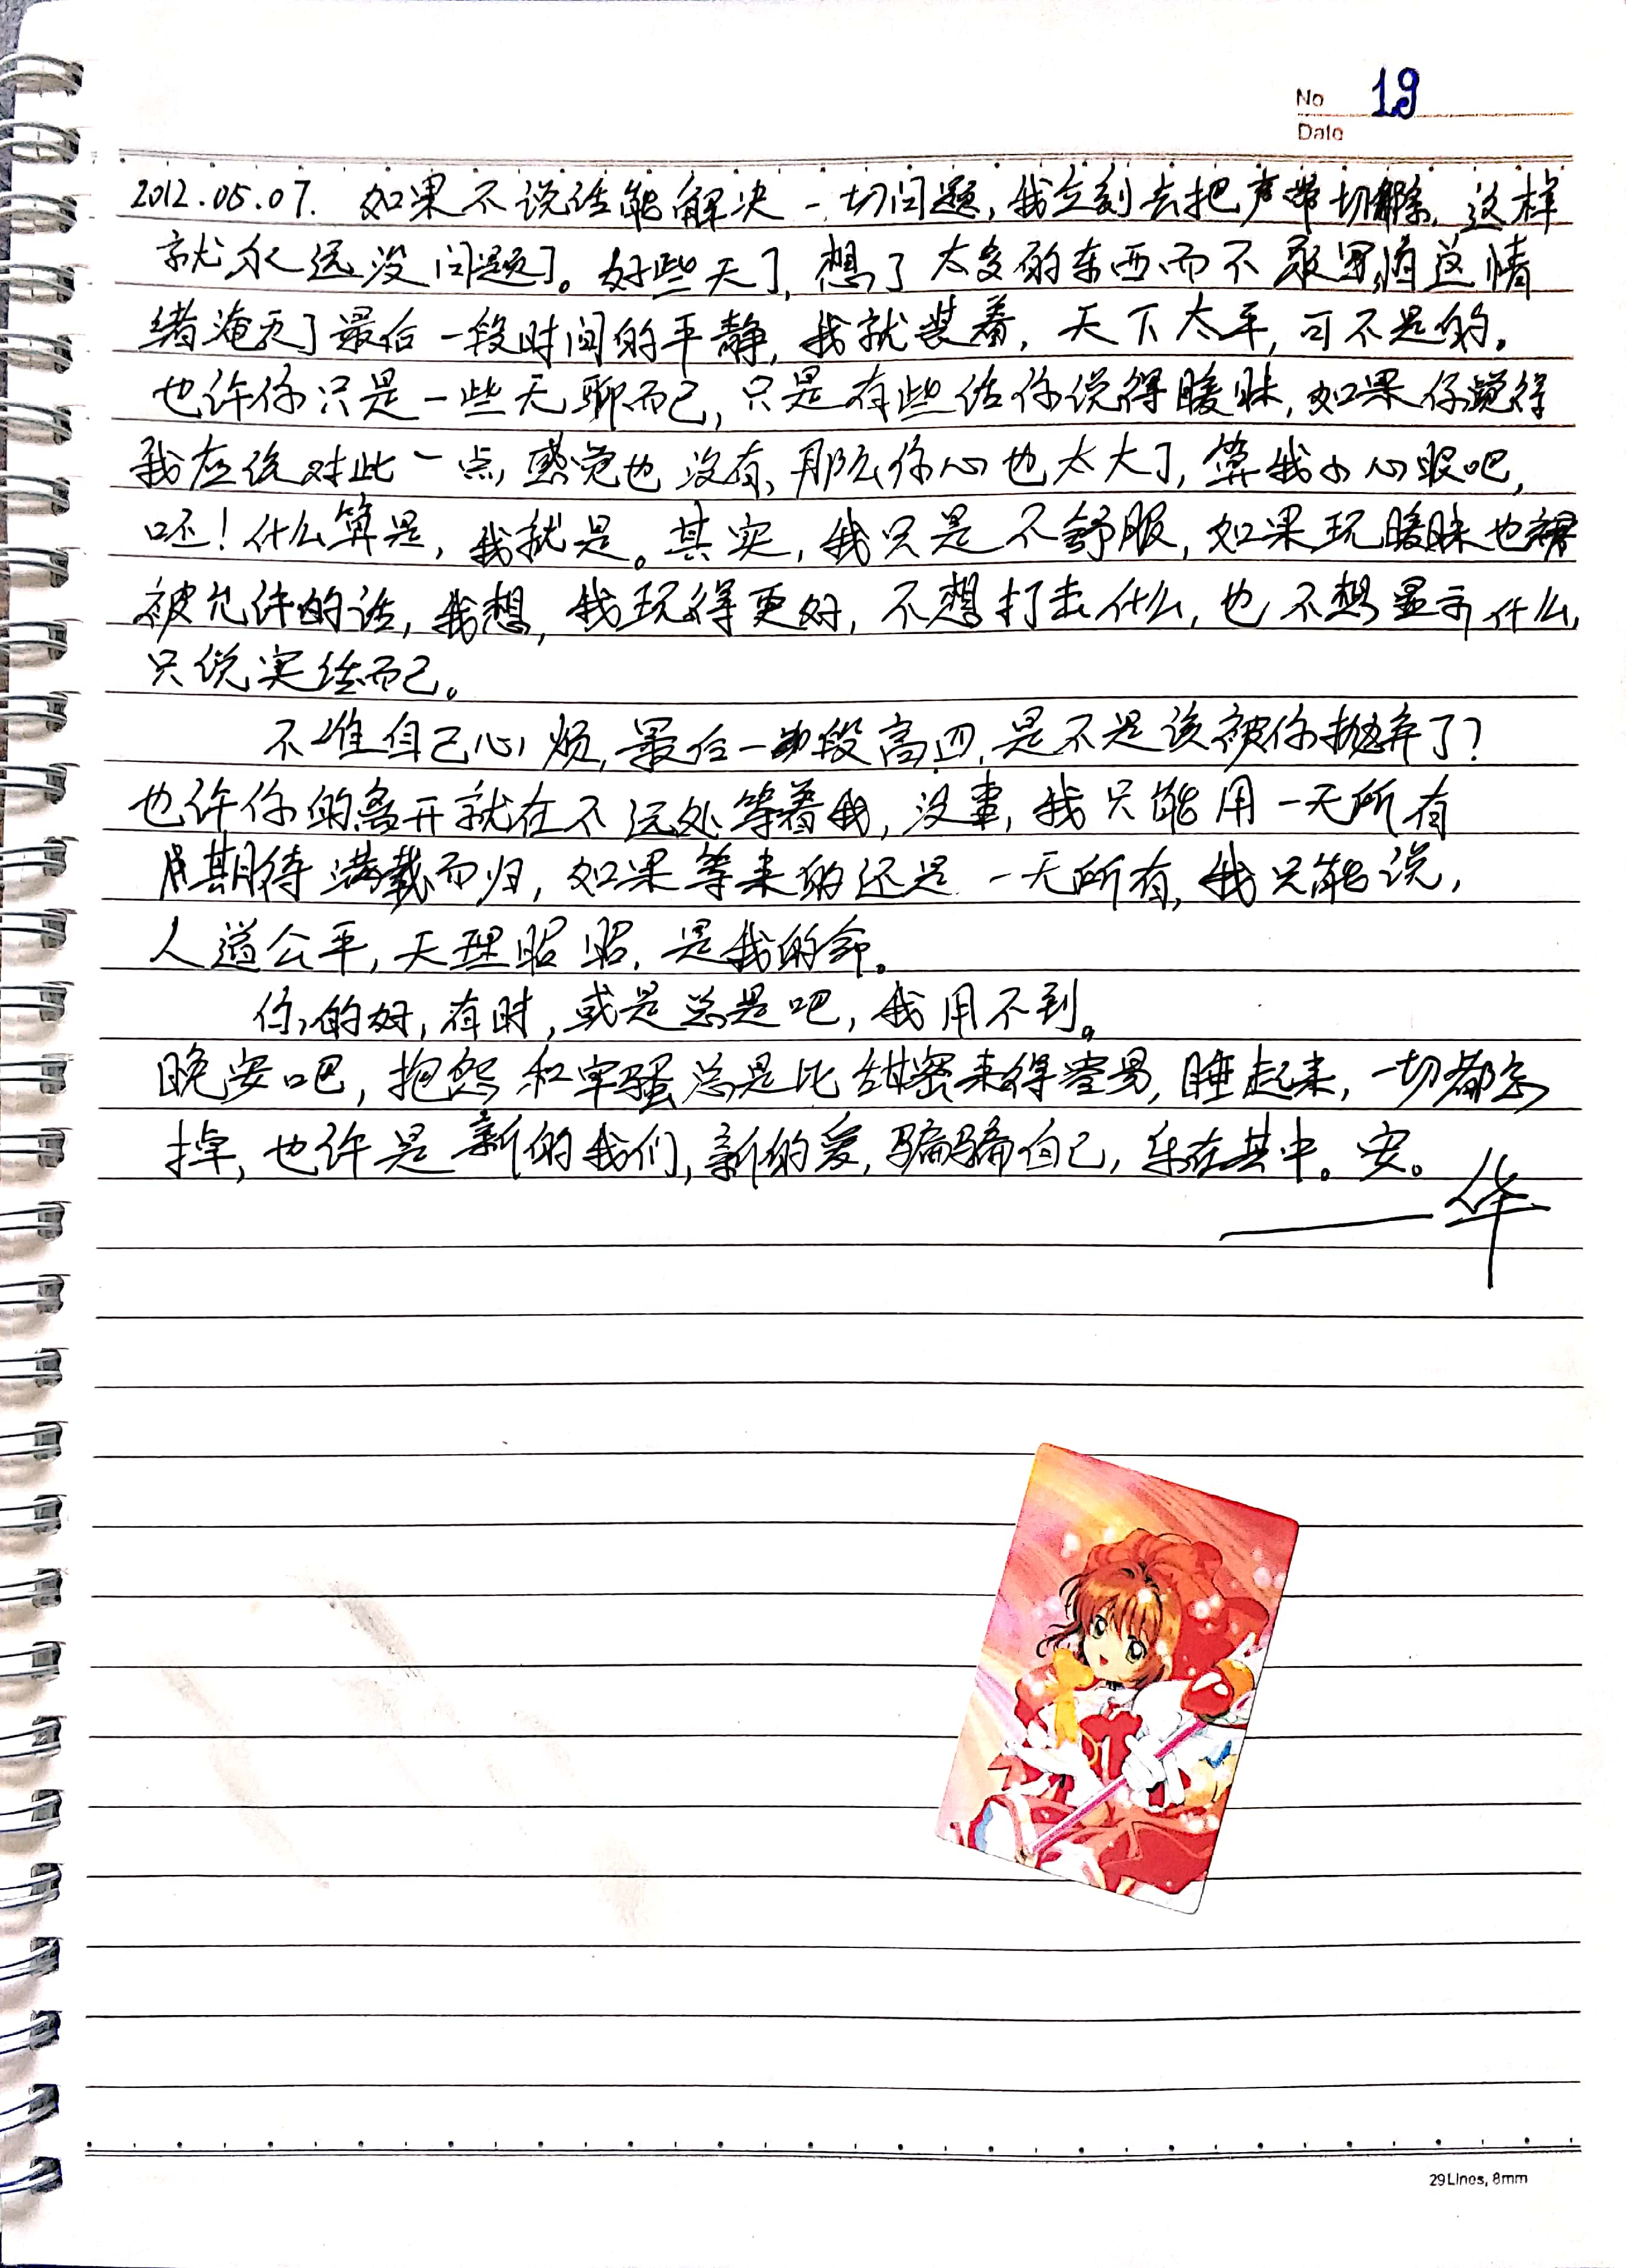 No 19
Date
2012.05.07. 如果不说话能解决一切问题,我立刻去把声带切除,这样
就永远没问题了。好些天了,想了太多的东西而不敢写,怕这情
绪淹死了最后一段时间的平静,我就装着,天下太平,可不是的。
也许你只是一些无聊而已,只是有些话你说得暧昧,如果你觉得
我应该对此一点感觉也没有,那么你心也太大了,算我小心眼吧,
呸!什么算是,我就是。其实,我只是不舒服,如果玩暧昧也
被允许的话,我想,我玩得更好,不想打击什么,也不想显示什么,
只说实话而已。
不准自己心烦,最后一段高四,是不是该被你抛弃了?
也许你的离开就在不远处等着我,没事,我只能用一无所有
期待满载而归,如果等来的还是一无所有,我只能说,
人道公平,天理昭昭,是我的命。
你的好,有时,或是总是吧,我用不到。
晚安吧,抱怨和牢骚总是比甜蜜来得容易,睡起来,一切都忘
掉,也许是新的我们,新的爱,骗骗自己,乐在其中。安。
——华
29Lines, 8mm